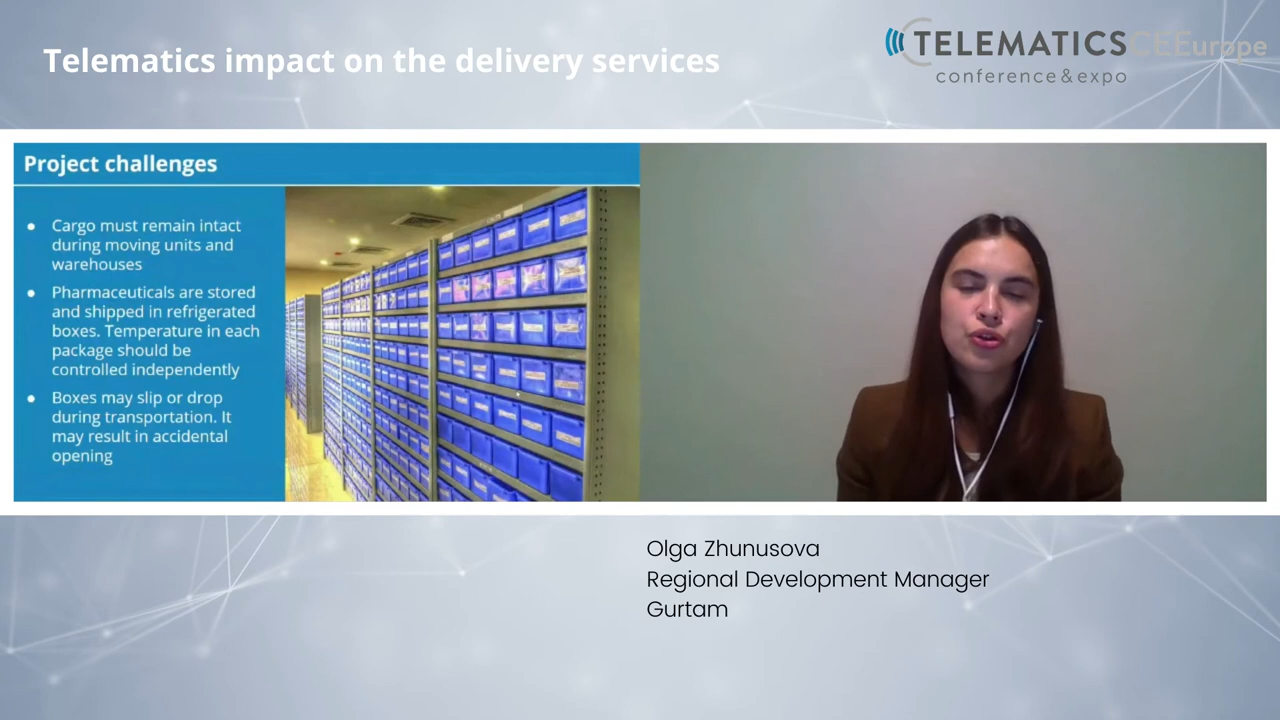 Telematics impact on the delivery services
TELEMATICS CEEurope
conference & expo
Project challenges
● Cargo must remain intact
during moving units and
warehouses
● Pharmaceuticals are stored
and shipped in refrigerated
boxes. Temperature in each
package should be
controlled independently
● Boxes may slip or drop
during transportation. It
may result in accidental
opening
Olga Zhunusova
Regional Development Manager
Gurtam